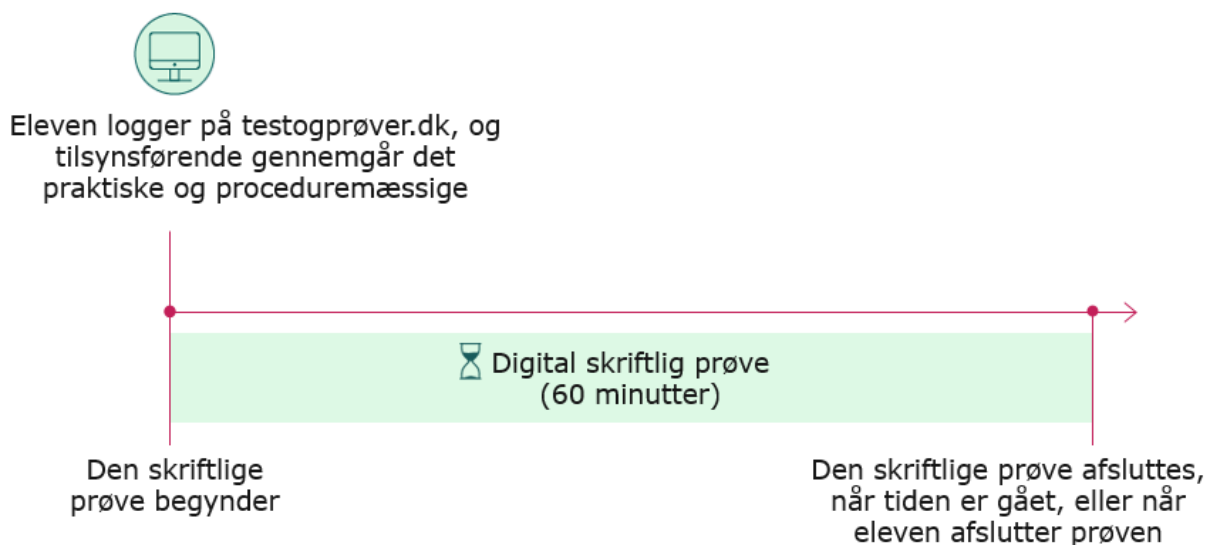 Eleven logger på testogprøver.dk, og
tilsynsførende gennemgår det
praktiske og proceduremæssige
Digital skriftlig prøve
(60 minutter)
Den skriftlige
prøve begynder
Den skriftlige prøve afsluttes,
når tiden er gået, eller når
eleven afslutter prøven